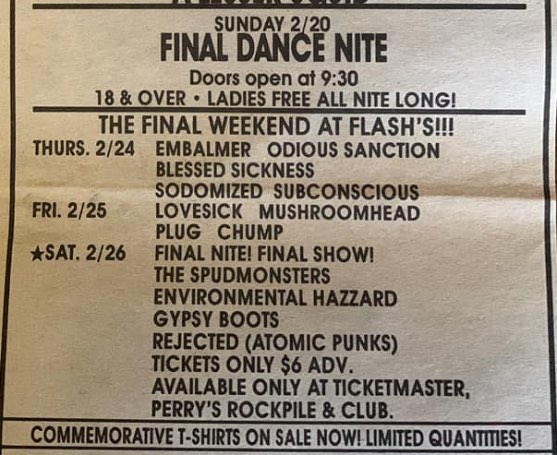 SUNDAY 2/20
FINAL DANCE NITE
Doors open at 9:30
18 & OVER • LADIES FREE ALL NITE LONG!
THE FINAL WEEKEND AT FLASH'S!!!
THURS. 2/24 EMBALMER ODIOUS SANCTION
BLESSED SICKNESS
SODOMIZED SUBCONSCIOUS
FRI. 2/25 LOVESICK MUSHROOMHEAD
PLUG CHUMP
★SAT. 2/26 FINAL NITE! FINAL SHOW!
THE SPUDMONSTERS
ENVIRONMENTAL HAZZARD
GYPSY BOOTS
REJECTED (ATOMIC PUNKS)
TICKETS ONLY $6 ADV.
AVAILABLE ONLY AT TICKETMASTER,
PERRY'S ROCKPILE & CLUB.
COMMEMORATIVE T-SHIRTS ON SALE NOW! LIMITED QUANTITIES!